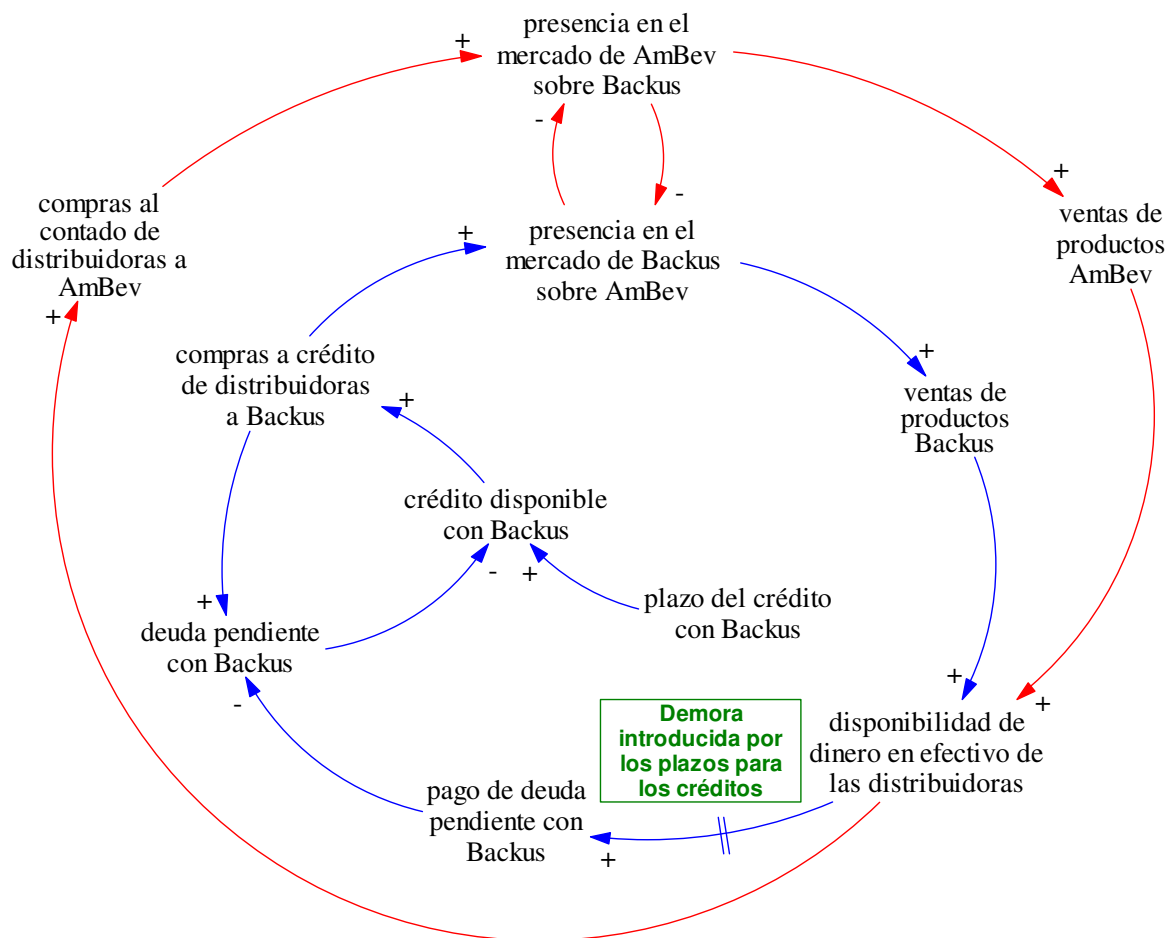 presencia en el
mercado de AmBev
sobre Backus
+
-
-
+
compras al
contado de
distribuidoras a
AmBev
+
ventas de
productos
AmBev
+
presencia en el
mercado de Backus
sobre AmBev
compras a crédito
de distribuidoras
a Backus
+
+
ventas de
productos
Backus
crédito disponible
con Backus
-
+
plazo del crédito
con Backus
+
deuda pendiente
con Backus
-
Demora
introducida por
los plazos para
los créditos
+
+
disponibilidad de
dinero en efectivo de
las distribuidoras
pago de deuda
pendiente con
Backus
+